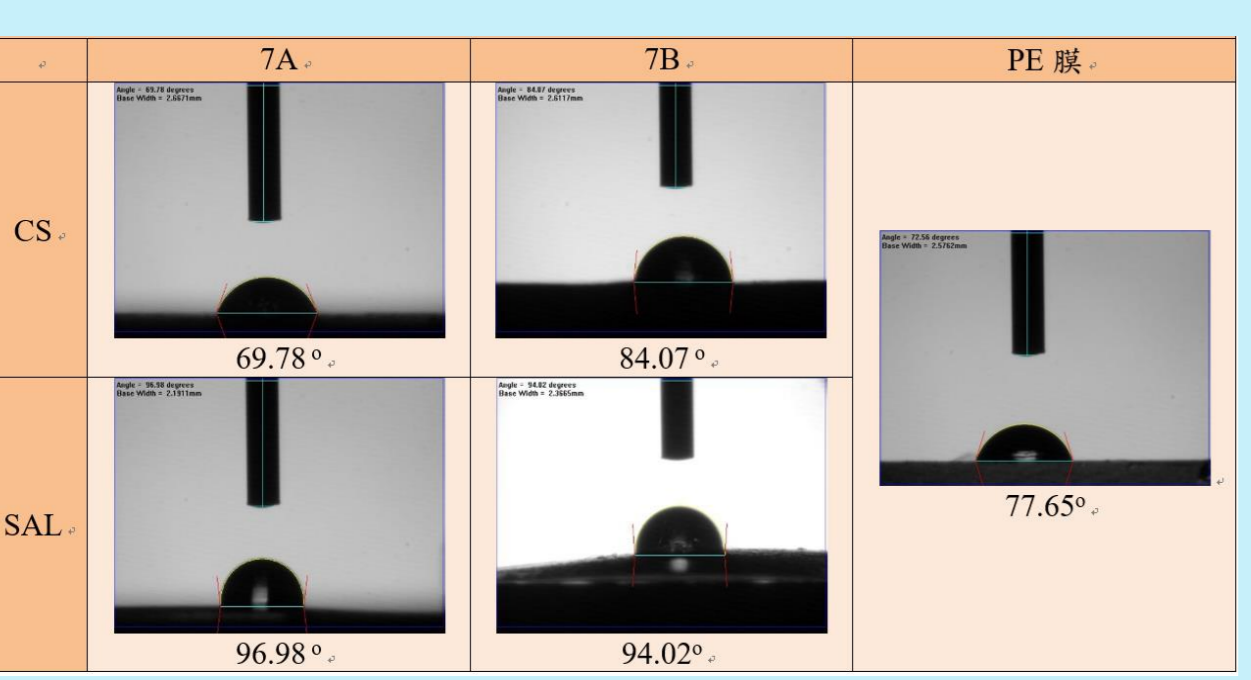 7A
7B
PE 膜
CS
Angle = 69.78 degrees
Base Width = 2.6671mm
69.78 º
Angle = 84.07 degrees
Base Width = 2.6117mm
84.07 º
Angle = 72.56 degrees
Base Width = 2.5762mm
77.65º
SAL
Angle = 96.98 degrees
Base Width = 2.1911mm
96.98 º
Angle = 94.02 degrees
Base Width = 2.3665mm
94.02º